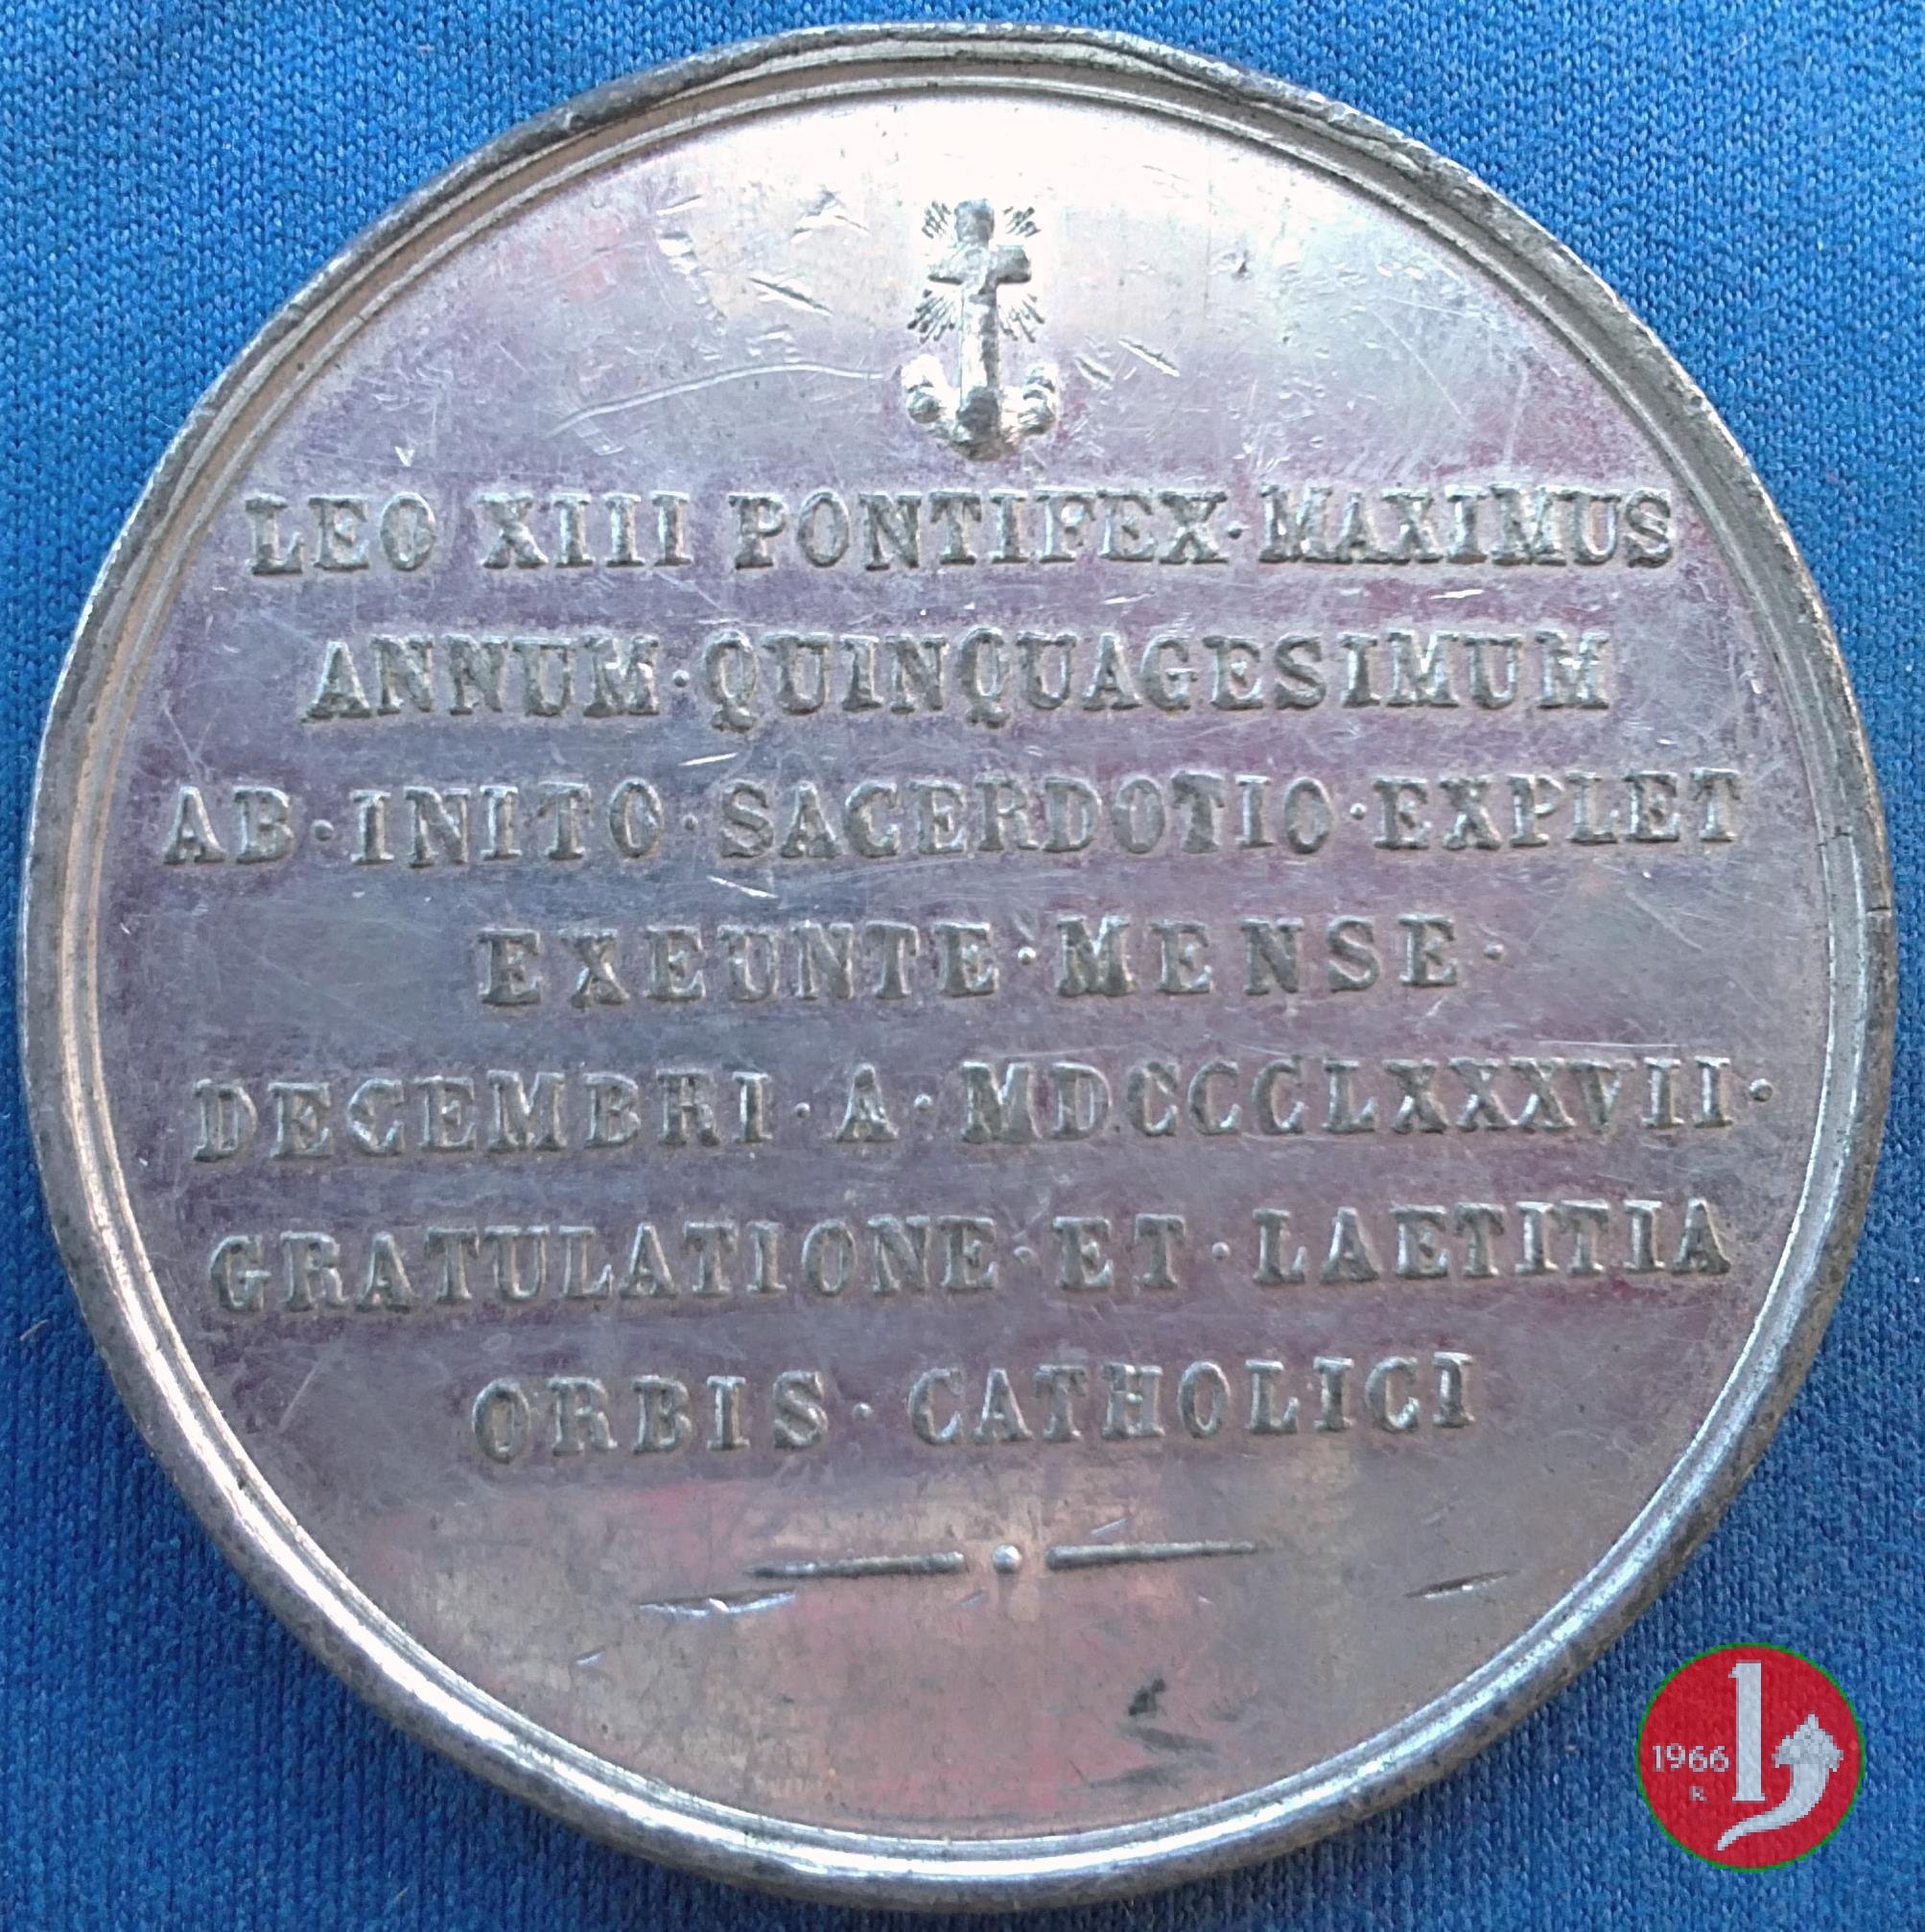 LEO XIII PONTIFEX · MAXIMUS
ANNUM · QUINQUAGESIMUM
AB · INITO · SACERDOTIO · EXPLET
EXEUNTE · MENSE ·
DECEMBRI · A · MDCCCLXXXVII ·
GRATULATIONE · ET · LAETITIA
ORBIS · CATHOLICI
1966
R